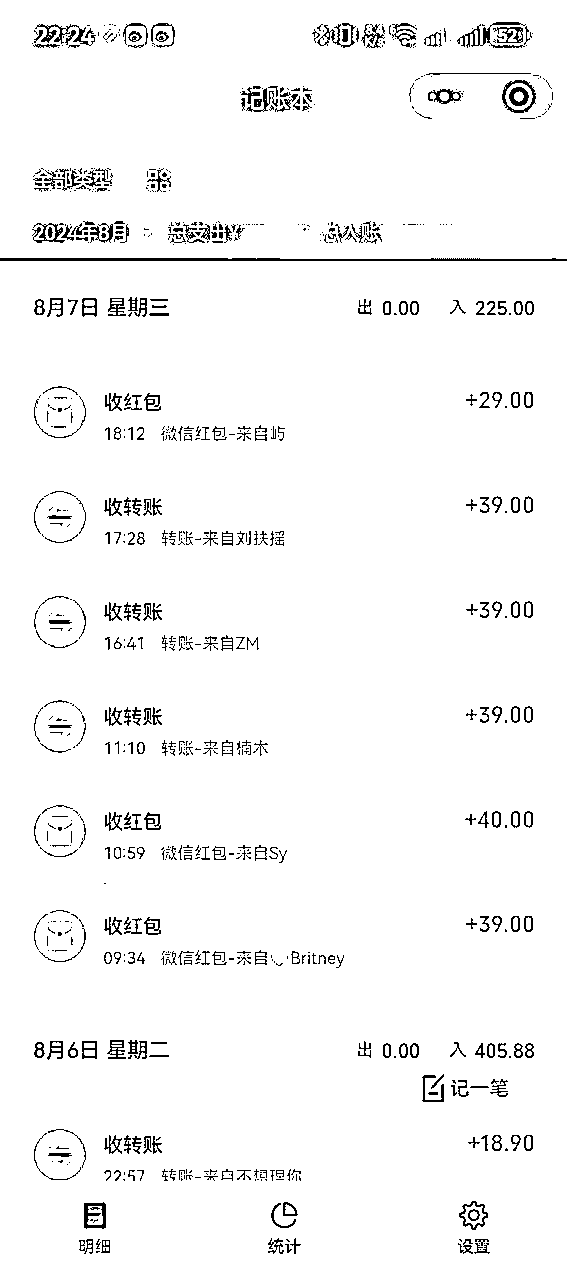 22:24 52
记账本
全部类型
2024年8月 总支出¥ 总入账
8月7日 星期三 出 0.00 入 225.00
收红包 +29.00
18:12 微信红包-来自屿
收转账 +39.00
17:28 转账-来自刘扶摇
收转账 +39.00
16:41 转账-来自ZM
收转账 +39.00
11:10 转账-来自楠木
收红包 +40.00
10:59 微信红包-来自Sy
收红包 +39.00
09:34 微信红包-来自Britney
8月6日 星期二 出 0.00 入 405.88
记一笔
收转账 +18.90
22:57 转账-来自不想理你
明细 统计 设置